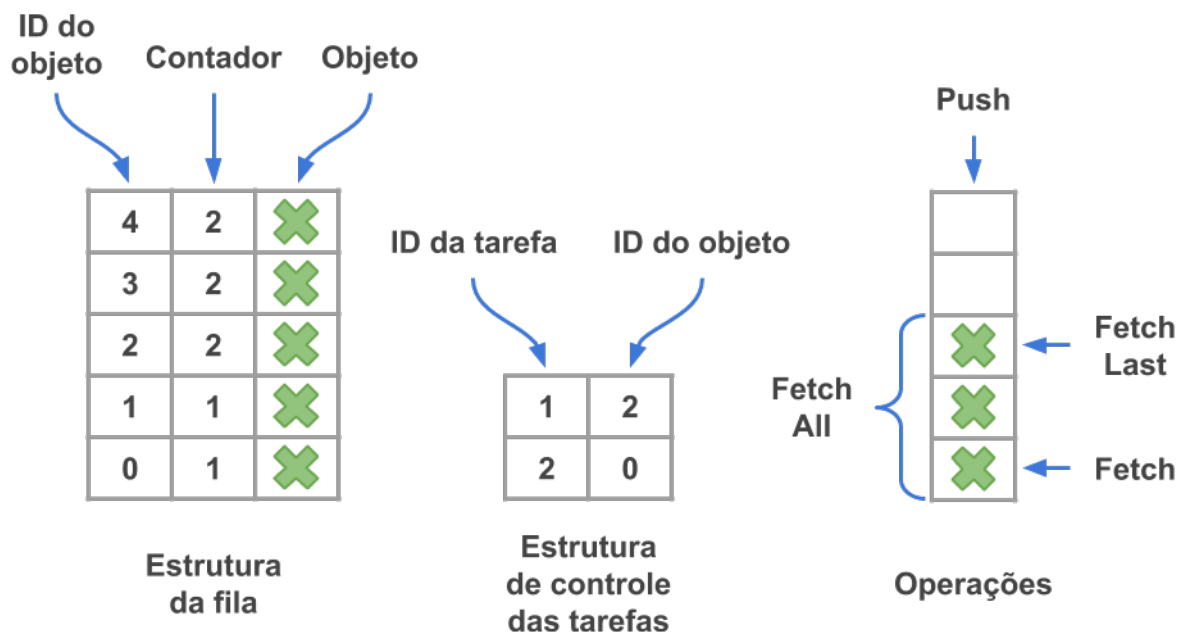 ID do
objeto
Contador
Objeto
4 2
3 2
2 2
1 1
0 1
Estrutura
da fila
ID da tarefa
ID do objeto
1 2
2 0
Estrutura
de controle
das tarefas
Push
Fetch
Last
Fetch
All
Fetch
Operações